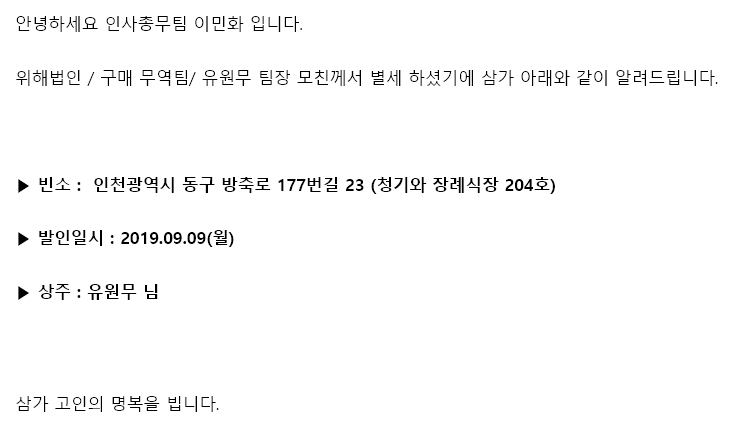 안녕하세요 인사총무팀 이민화 입니다.
위해법인 / 구매 무역팀/ 유원무 팀장 모친께서 별세 하셨기에 삼가 아래와 같이 알려드립니다.
▶ 빈소 : 인천광역시 동구 방축로 177번길 23 (청기와 장례식장 204호)
▶ 발인일시 : 2019.09.09(월)
▶ 상주 : 유원무 님
삼가 고인의 명복을 빕니다.